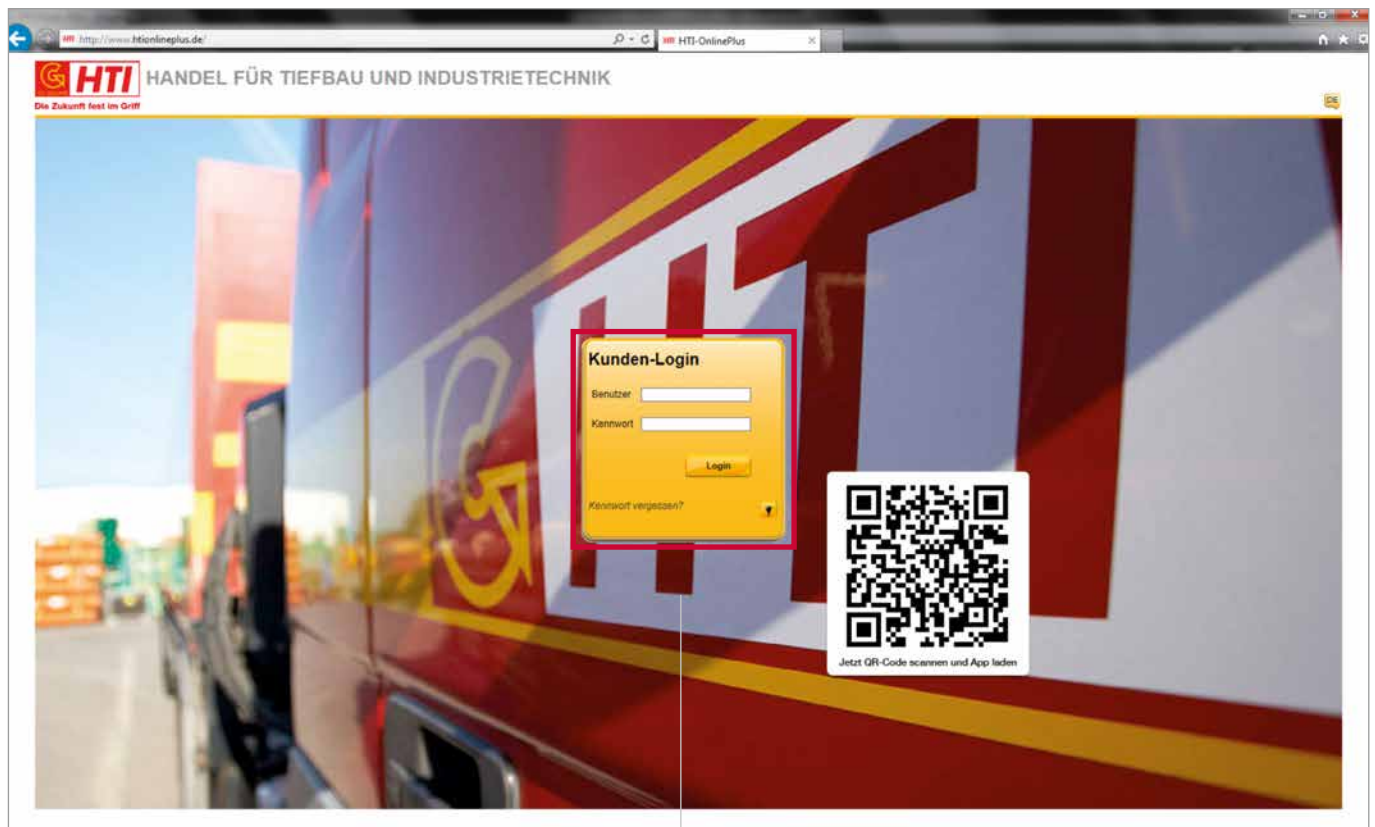 http://www.htionlineplus.de/
HTI HTI-OnlinePlus
G HTI HANDEL FÜR TIEFBAU UND INDUSTRIETECHNIK
Die Zukunft fest im Griff
DE
HTI
G
Kunden-Login
Benutzer
Kennwort
Login
Kennwort vergessen?
Jetzt QR-Code scannen und App laden